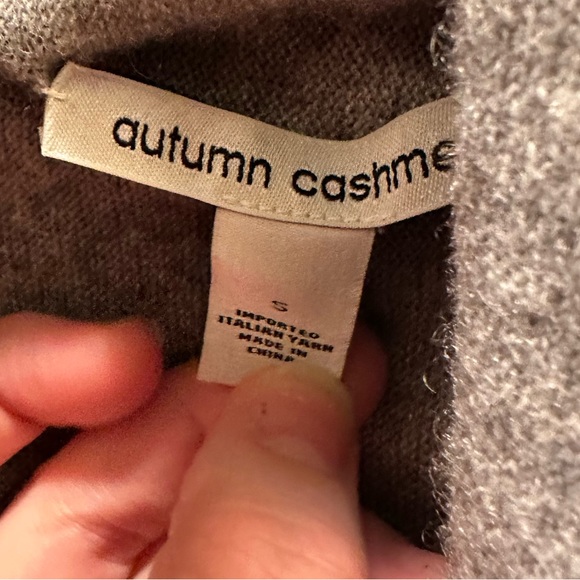 autumn cashme
S
IMPORTED
ITALIAN YARN
MADE IN
CHINA